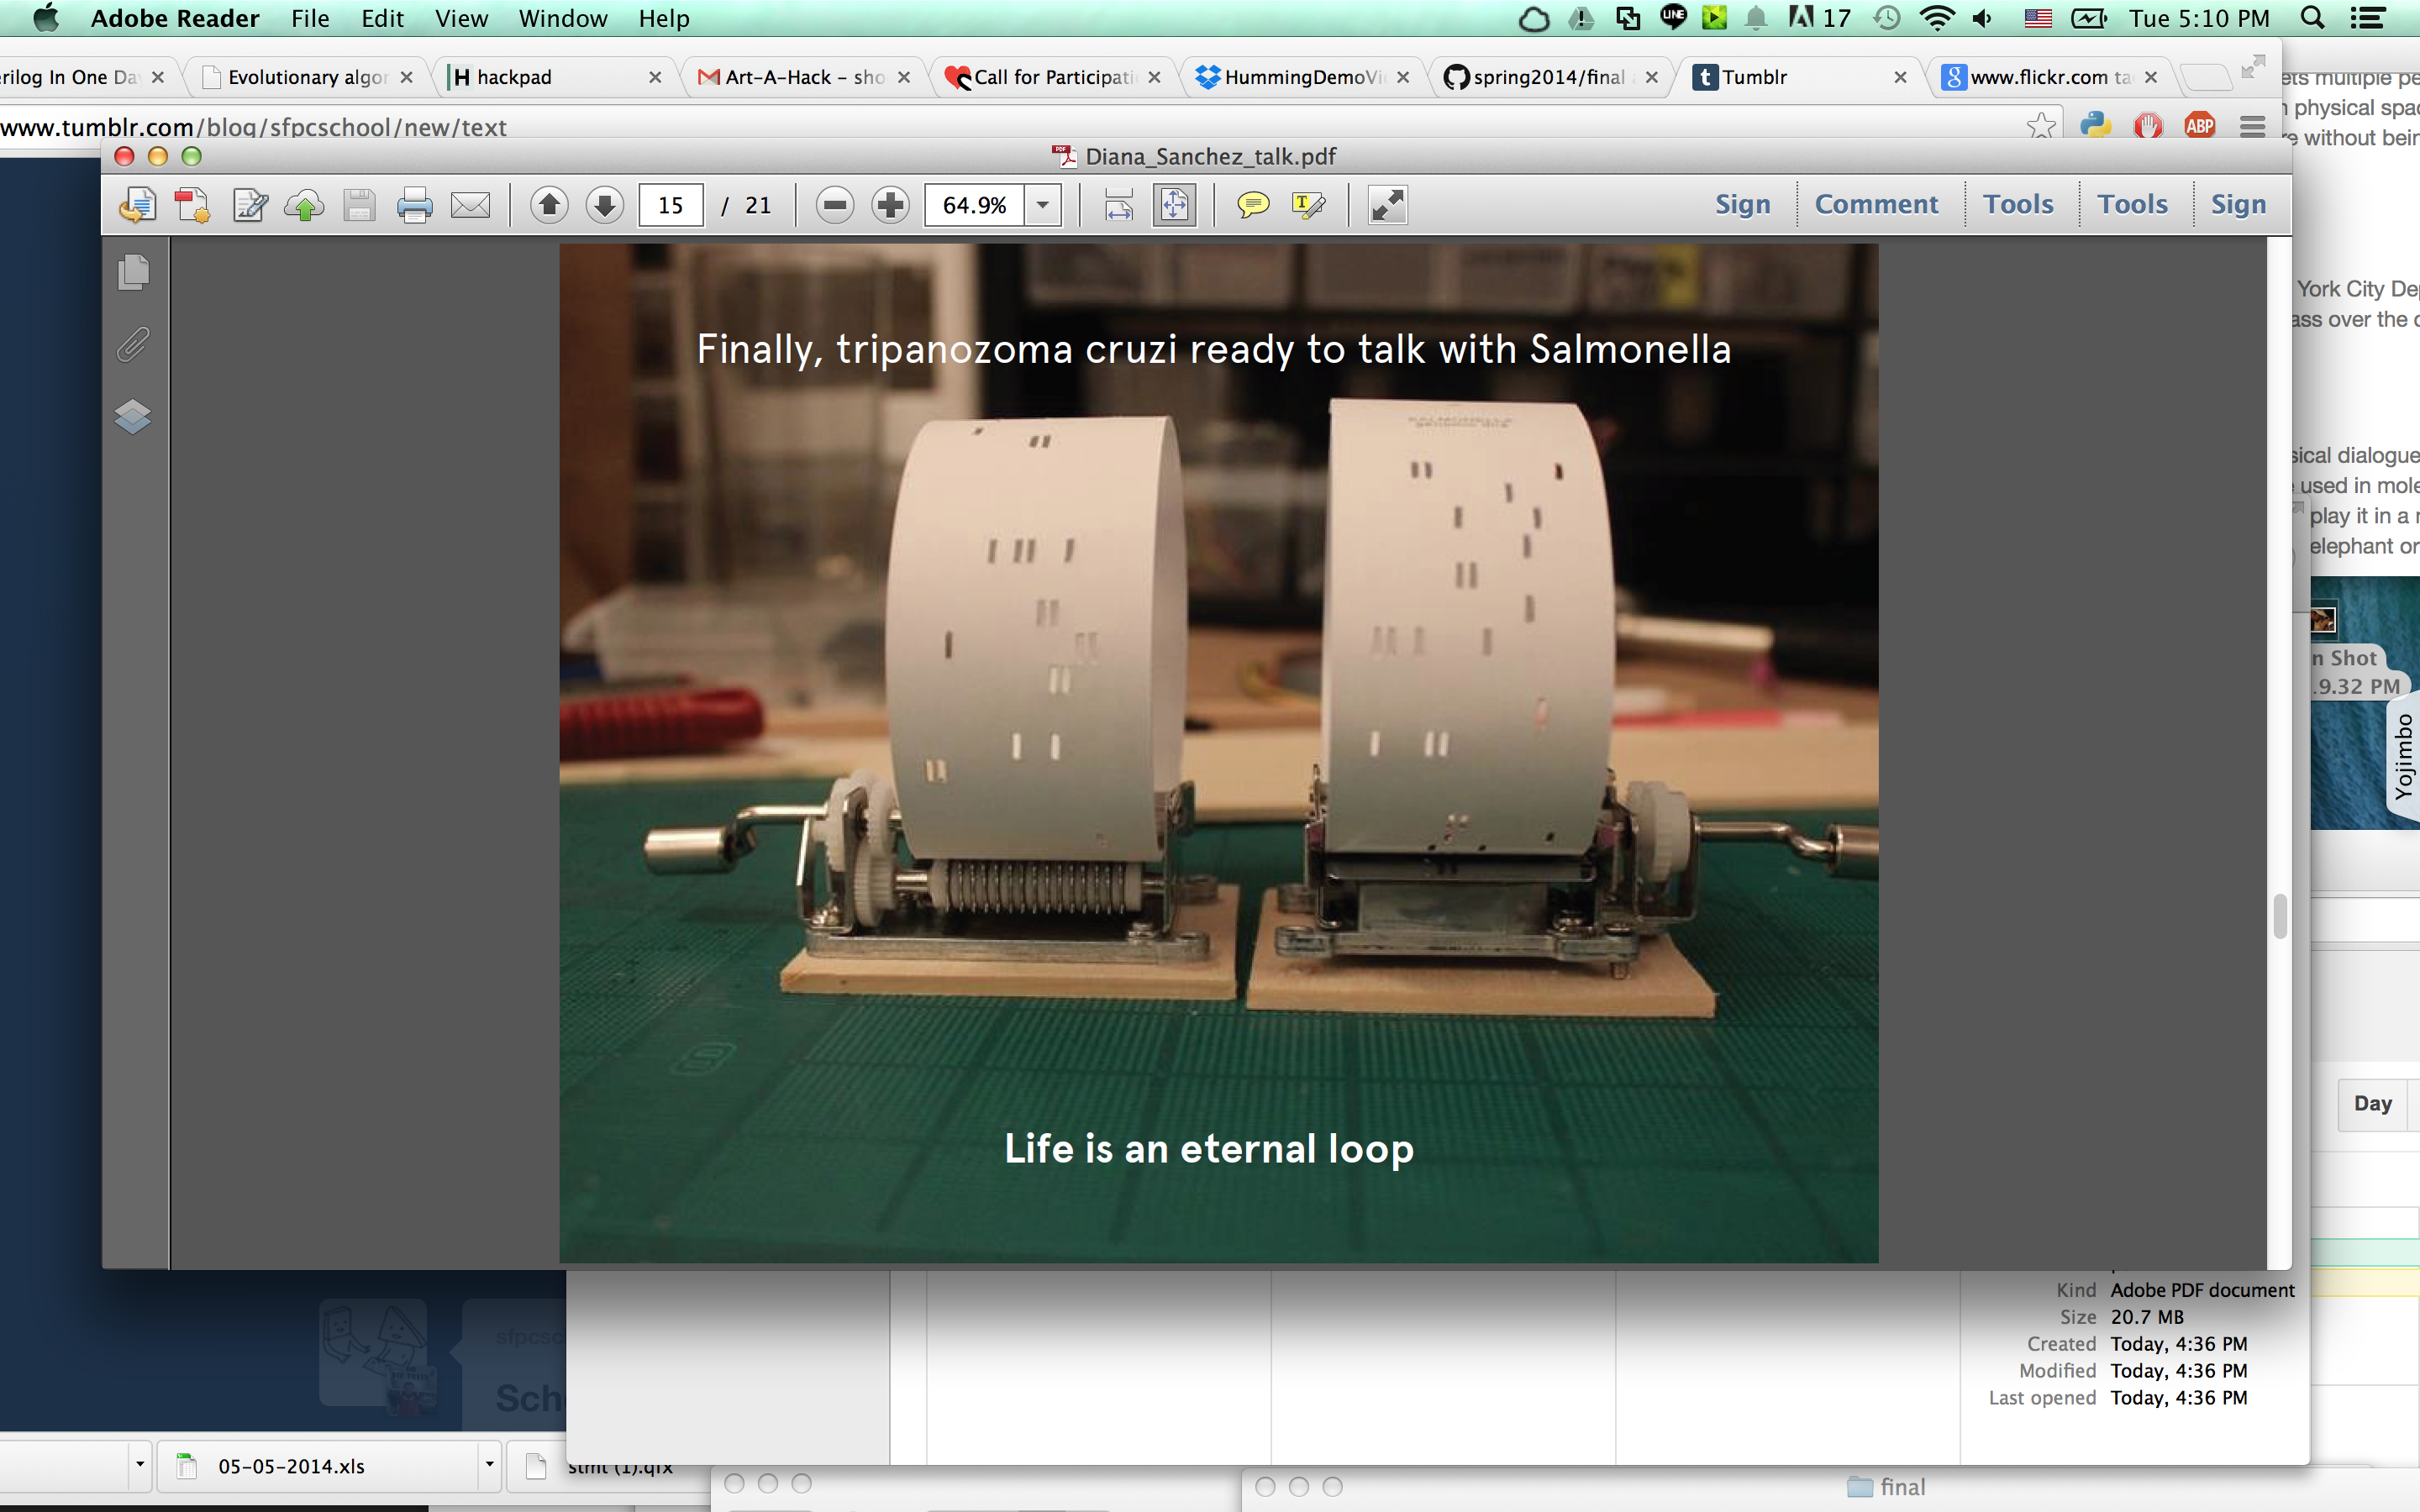 Adobe Reader File Edit View Window Help
17 Tue 5:10 PM
erilog In One Da
Evolutionary algor
hackpad
Art-A-Hack – sho
Call for Participati
HummingDemoVi
spring2014/final
Tumblr
www.flickr.com ta
www.tumblr.com/blog/sfpcschool/new/text
ABP
ets multiple pe
physical spac
e without bein
Diana_Sanchez_talk.pdf
15 / 21
64.9%
Sign Comment Tools Tools Sign
York City De
ass over the c
Finally, tripanozoma cruzi ready to talk with Salmonella
sical dialogue
used in mole
play it in a
elephant or
n Shot
.9.32 PM
Yojimbo
Life is an eternal loop
Day
Kind Adobe PDF document
Size 20.7 MB
Created Today, 4:36 PM
Modified Today, 4:36 PM
Last opened Today, 4:36 PM
sfpcsc
Sch
05-05-2014.xls
stmt (1).qfx
final